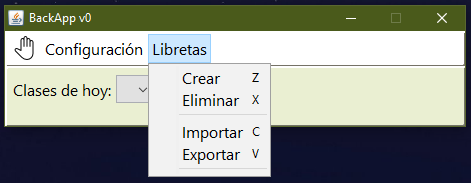 BackApp v0
Configuración Libretas
Clases de hoy:
Crear Z
Eliminar X
Importar C
Exportar V